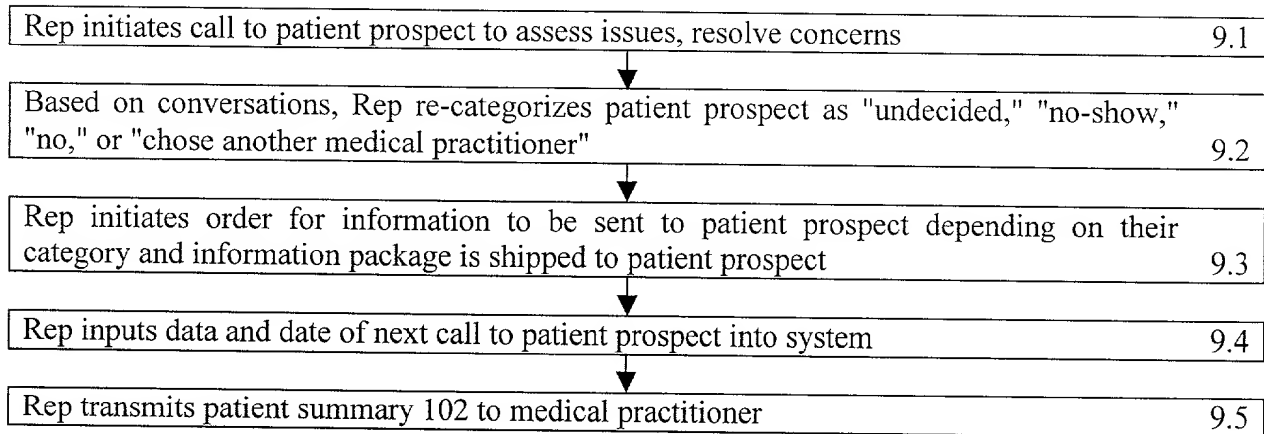 Rep initiates call to patient prospect to assess issues, resolve concerns 9.1
Based on conversations, Rep re-categorizes patient prospect as "undecided," "no-show,"
"no," or "chose another medical practitioner" 9.2
Rep initiates order for information to be sent to patient prospect depending on their
category and information package is shipped to patient prospect 9.3
Rep inputs data and date of next call to patient prospect into system 9.4
Rep transmits patient summary 102 to medical practitioner 9.5